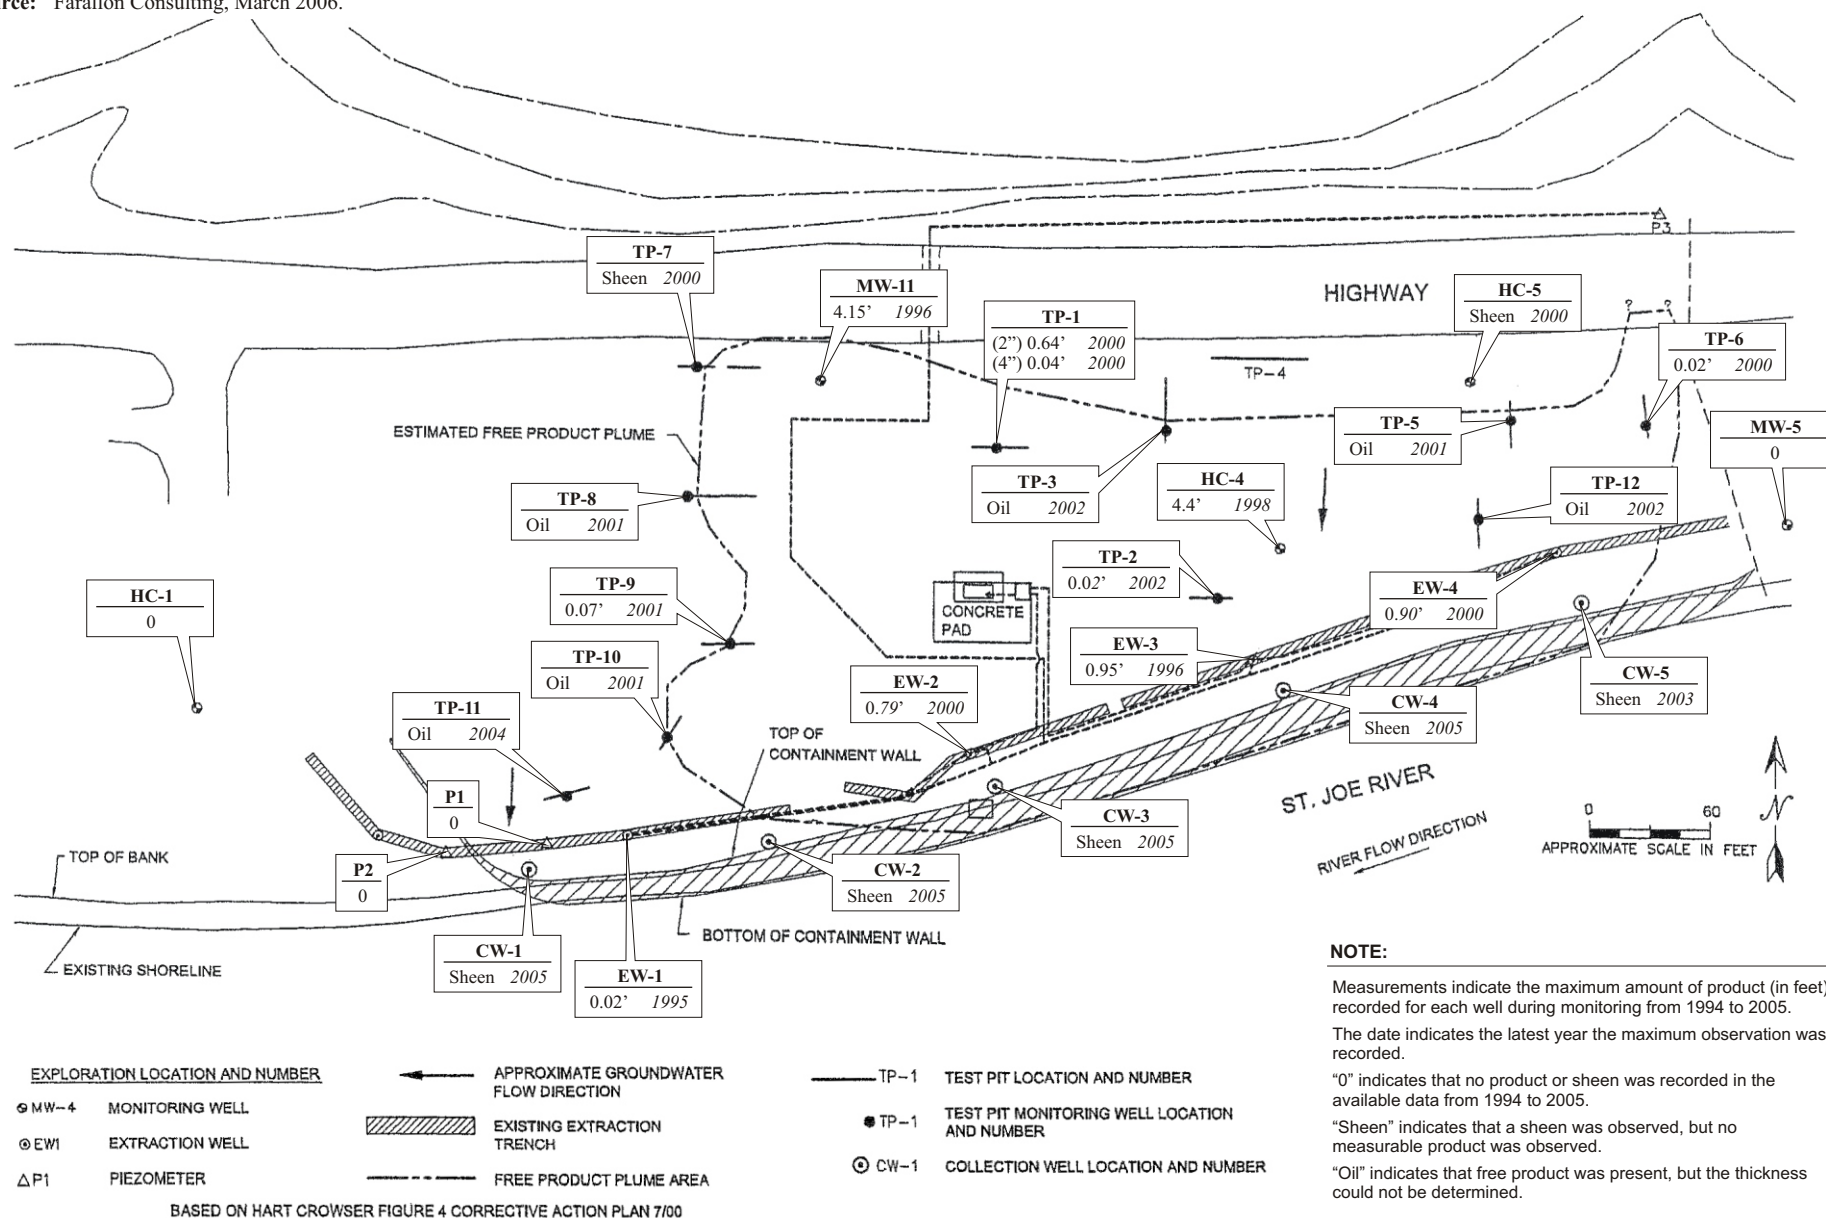 Source: Farallon Consulting, March 2006.
P3
TP-7
Sheen 2000
MW-11
4.15’ 1996
TP-1
(2”) 0.64’ 2000
(4”) 0.04’ 2000
HIGHWAY
HC-5
Sheen 2000
? ?
TP-6
0.02’ 2000
TP-4
ESTIMATED FREE PRODUCT PLUME
TP-5
Oil 2001
MW-5
0
TP-8
Oil 2001
TP-3
Oil 2002
HC-4
4.4’ 1998
TP-12
Oil 2002
TP-2
0.02’ 2002
HC-1
0
TP-9
0.07’ 2001
CONCRETE
PAD
EW-4
0.90’ 2000
TP-10
Oil 2001
EW-3
0.95’ 1996
EW-2
0.79’ 2000
CW-5
Sheen 2003
TP-11
Oil 2004
CW-4
Sheen 2005
TOP OF
CONTAINMENT WALL
P1
0
ST. JOE RIVER
CW-3
Sheen 2005
RIVER FLOW DIRECTION
0 60
APPROXIMATE SCALE IN FEET
N
TOP OF BANK
P2
0
CW-2
Sheen 2005
BOTTOM OF CONTAINMENT WALL
CW-1
Sheen 2005
EXISTING SHORELINE
EW-1
0.02’ 1995
NOTE:
Measurements indicate the maximum amount of product (in feet)
recorded for each well during monitoring from 1994 to 2005.
The date indicates the latest year the maximum observation was
recorded.
“0” indicates that no product or sheen was recorded in the
available data from 1994 to 2005.
“Sheen” indicates that a sheen was observed, but no
measurable product was observed.
“Oil” indicates that free product was present, but the thickness
could not be determined.
EXPLORATION LOCATION AND NUMBER
MW-4 MONITORING WELL
EW1 EXTRACTION WELL
P1 PIEZOMETER
APPROXIMATE GROUNDWATER
FLOW DIRECTION
EXISTING EXTRACTION
TRENCH
FREE PRODUCT PLUME AREA
TP-1 TEST PIT LOCATION AND NUMBER
TP-1 TEST PIT MONITORING WELL LOCATION
AND NUMBER
CW-1 COLLECTION WELL LOCATION AND NUMBER
BASED ON HART CROWSER FIGURE 4 CORRECTIVE ACTION PLAN 7/00